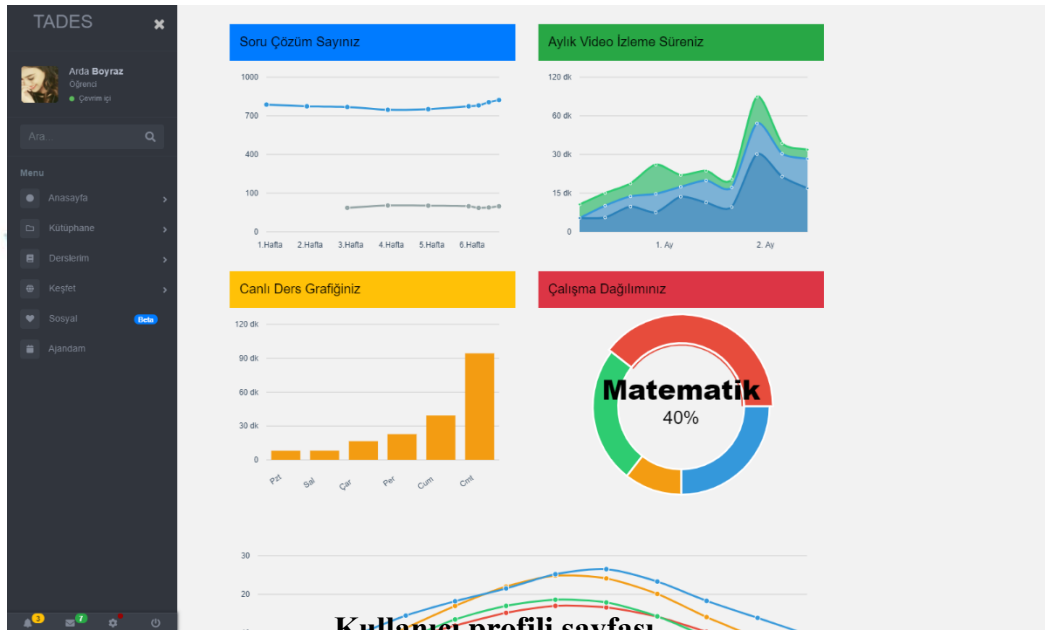 TADES
Arda Boyraz
Öğrenci
Çevrim içi
Ara...
Menu
Anasayfa
Kütüphane
Derslerim
Keşfet
Sosyal Beta
Ajandam
3 7
Soru Çözüm Sayınız
1000
700
400
100
0
1.Hafta 2.Hafta 3.Hafta 4.Hafta 5.Hafta 6.Hafta
Aylık Video İzleme Süreniz
120 dk
60 dk
30 dk
15 dk
0
1. Ay 2. Ay
Canlı Ders Grafiğiniz
120 dk
90 dk
60 dk
30 dk
0
Pzt Sal Çar Per Cum Cmt
Çalışma Dağılımınız
Matematik
40%
30
20
Kullanıcı profili sayfası